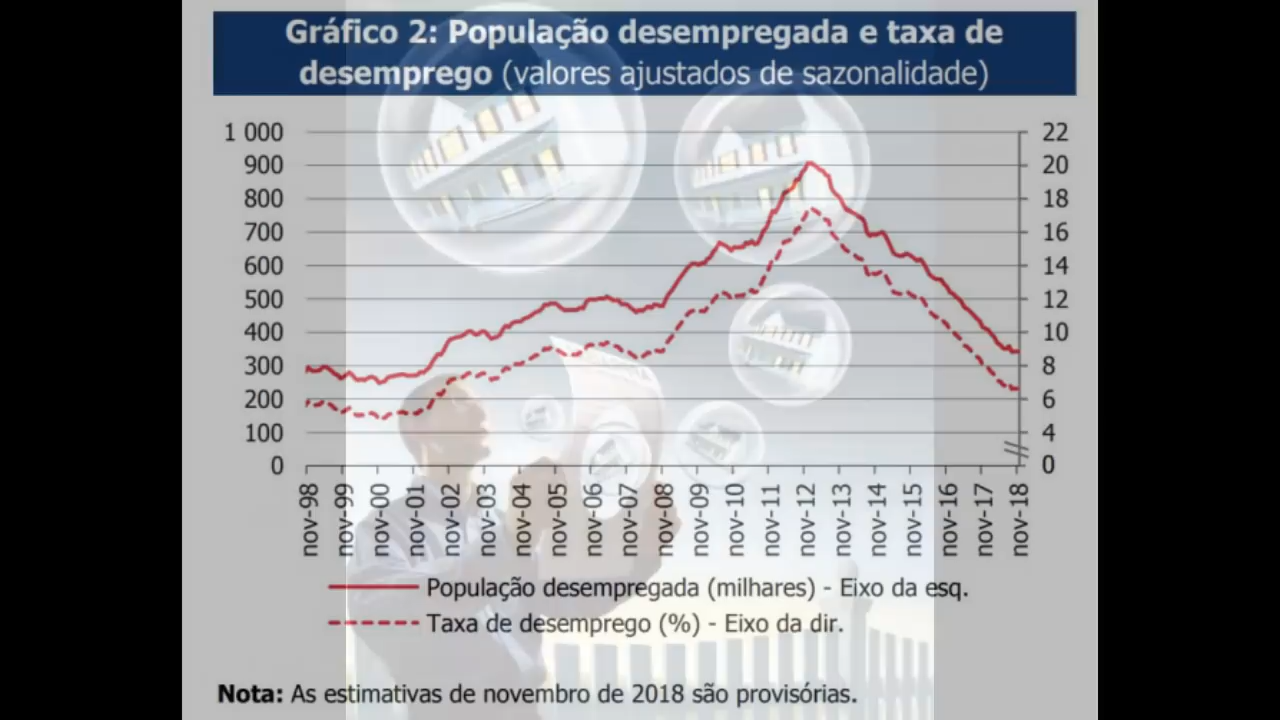 Gráfico 2: População desempregada e taxa de
desemprego (valores ajustados de sazonalidade)
1 000
900
800
700
600
500
400
300
200
100
0
22
20
18
16
14
12
10
8
6
4
0
nov-98
nov-99
nov-00
nov-01
nov-02
nov-03
nov-04
nov-05
nov-06
nov-07
nov-08
nov-09
nov-10
nov-11
nov-12
nov-13
nov-14
nov-15
nov-16
nov-17
nov-18
População desempregada (milhares) - Eixo da esq.
Taxa de desemprego (%) - Eixo da dir.
Nota: As estimativas de novembro de 2018 são provisórias.